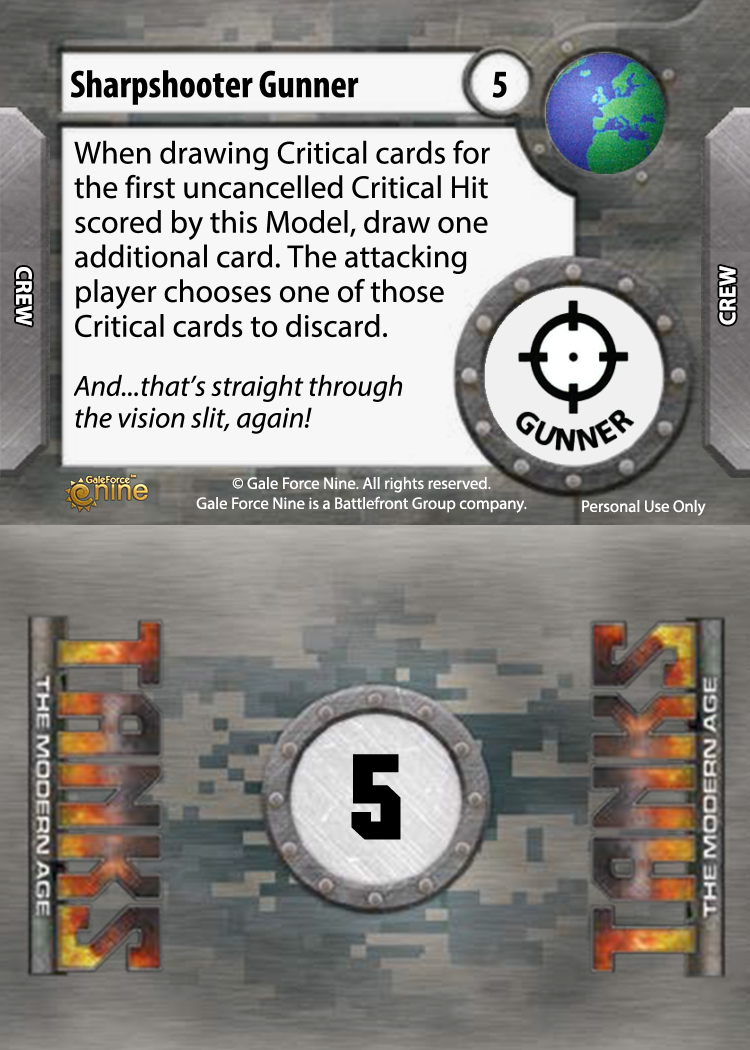 Sharpshooter Gunner
5
When drawing Critical cards for
the first uncancelled Critical Hit
scored by this Model, draw one
additional card. The attacking
player chooses one of those
Critical cards to discard.
And...that's straight through
the vision slit, again!
CREW
CREW
GUNNER
GaleForce™
nine
© Gale Force Nine. All rights reserved.
Gale Force Nine is a Battlefront Group company.
Personal Use Only
TANKS
THE MODERN AGE
5
TANKS
THE MODERN AGE